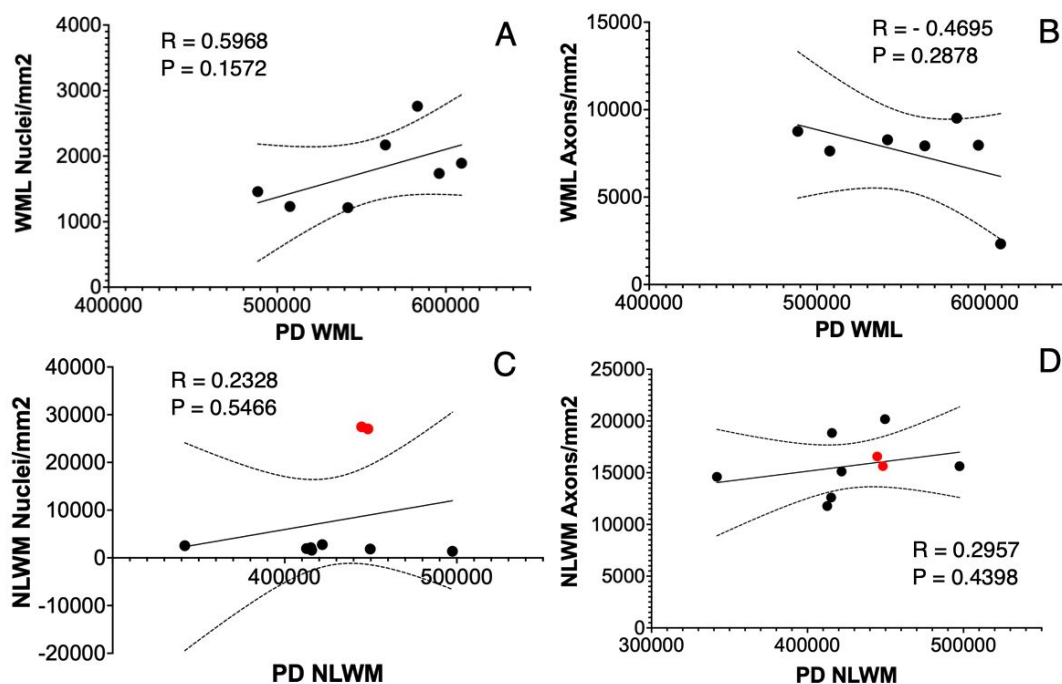 A
R = 0.5968
P = 0.1572
WML Nuclei/mm2
4000
3000
2000
1000
0
400000 500000 600000
PD WML
B
R = - 0.4695
P = 0.2878
WML Axons/mm2
15000
10000
5000
0
400000 500000 600000
PD WML
C
R = 0.2328
P = 0.5466
NLWM Nuclei/mm2
40000
30000
20000
10000
0
-10000
-20000
400000 500000
PD NLWM
D
NLWM Axons/mm2
25000
20000
15000
10000
5000
0
R = 0.2957
P = 0.4398
300000 400000 500000
PD NLWM